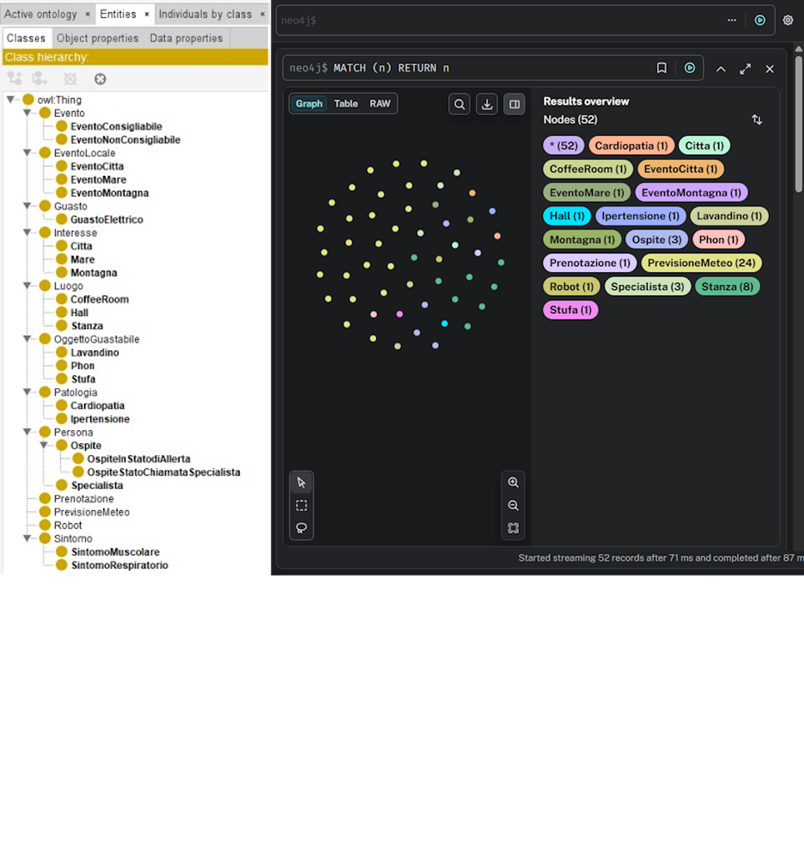 Active ontology × Entities × Individuals by class ×
Classes Object properties Data properties
Class hierarchy:
owl:Thing
Evento
EventoConsigliabile
EventoNonConsigliabile
EventoLocale
EventoCitta
EventoMare
EventoMontagna
Guasto
GuastoElettrico
Interesse
Citta
Mare
Montagna
Luogo
CoffeeRoom
Hall
Stanza
OggettoGuastabile
Lavandino
Phon
Stufa
Patologia
Cardiopatia
Ipertensione
Persona
Ospite
OspiteInStatodiAllerta
OspiteStatoChiamataSpecialista
Specialista
Prenotazione
PrevisioneMeteo
Robot
Sintomo
SintomoMuscolare
SintomoRespiratorio
neo4j$
neo4j$ MATCH (n) RETURN n
Graph Table RAW
Results overview
Nodes (52)
* (52) Cardiopatia (1) Citta (1)
CoffeeRoom (1) EventoCitta (1)
EventoMare (1) EventoMontagna (1)
Hall (1) Ipertensione (1) Lavandino (1)
Montagna (1) Ospite (3) Phon (1)
Prenotazione (1) PrevisioneMeteo (24)
Robot (1) Specialista (3) Stanza (8)
Stufa (1)
Started streaming 52 records after 71 ms and completed after 87 m